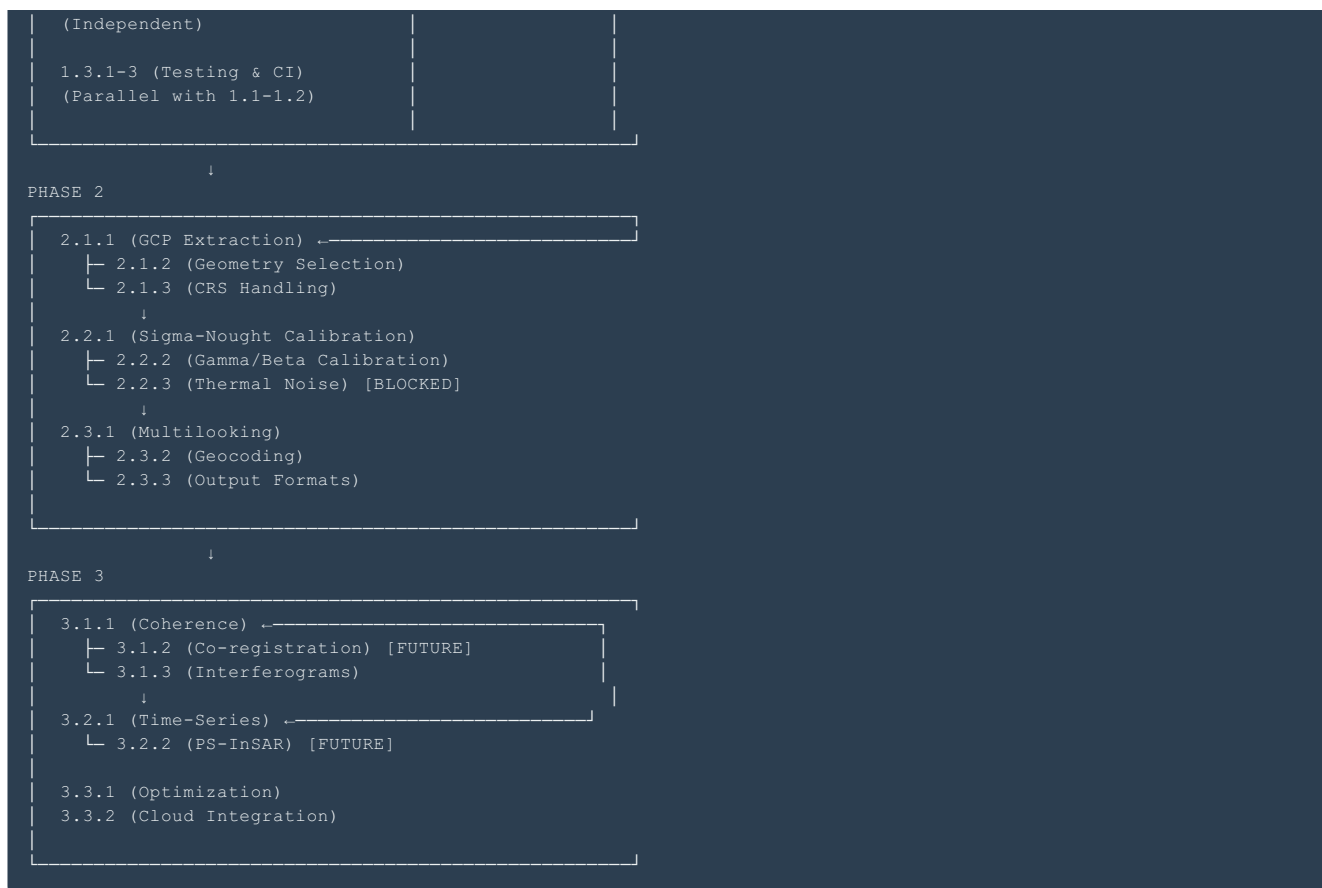 (Independent)
1.3.1-3 (Testing & CI)
(Parallel with 1.1-1.2)
↓
PHASE 2
2.1.1 (GCP Extraction) ←
├─ 2.1.2 (Geometry Selection)
└─ 2.1.3 (CRS Handling)
↓
2.2.1 (Sigma-Nought Calibration)
├─ 2.2.2 (Gamma/Beta Calibration)
└─ 2.2.3 (Thermal Noise) [BLOCKED]
↓
2.3.1 (Multilooking)
├─ 2.3.2 (Geocoding)
└─ 2.3.3 (Output Formats)
↓
PHASE 3
3.1.1 (Coherence) ←
├─ 3.1.2 (Co-registration) [FUTURE]
└─ 3.1.3 (Interferograms)
↓
3.2.1 (Time-Series) ←
└─ 3.2.2 (PS-InSAR) [FUTURE]
3.3.1 (Optimization)
3.3.2 (Cloud Integration)